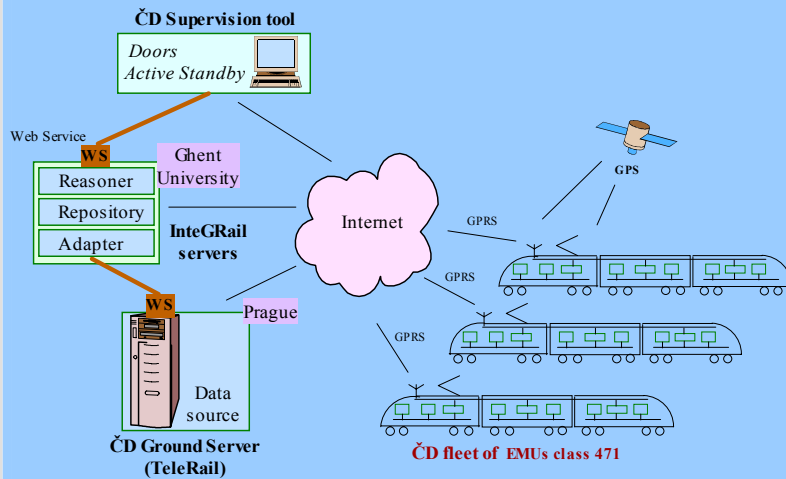 ČD Supervision tool
Doors
Active Standby
Web Service
WS
Ghent
University
Reasoner
Repository
Adapter
InteGRail
servers
Internet
GPS
GPRS
GPRS
GPRS
WS
Prague
Data
source
ČD Ground Server
(TeleRail)
ČD fleet of EMUs class 471